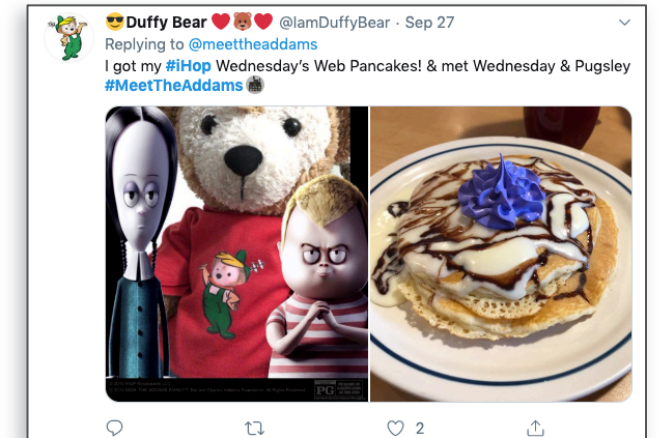 😎Duffy Bear ❤️🐻❤️ @IamDuffyBear · Sep 27
Replying to @meettheaddams
I got my #iHop Wednesday's Web Pancakes! & met Wednesday & Pugsley
#MeetTheAddams
PG
2